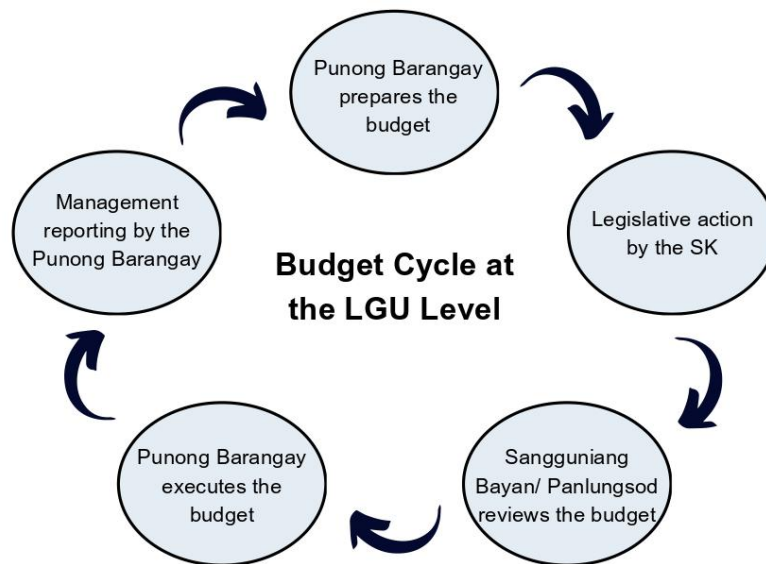 Punong Barangay
prepares the
budget
Legislative action
by the SK
Sangguniang
Bayan/ Panlungsod
reviews the budget
Punong Barangay
executes the
budget
Management
reporting by the
Punong Barangay
Budget Cycle at
the LGU Level